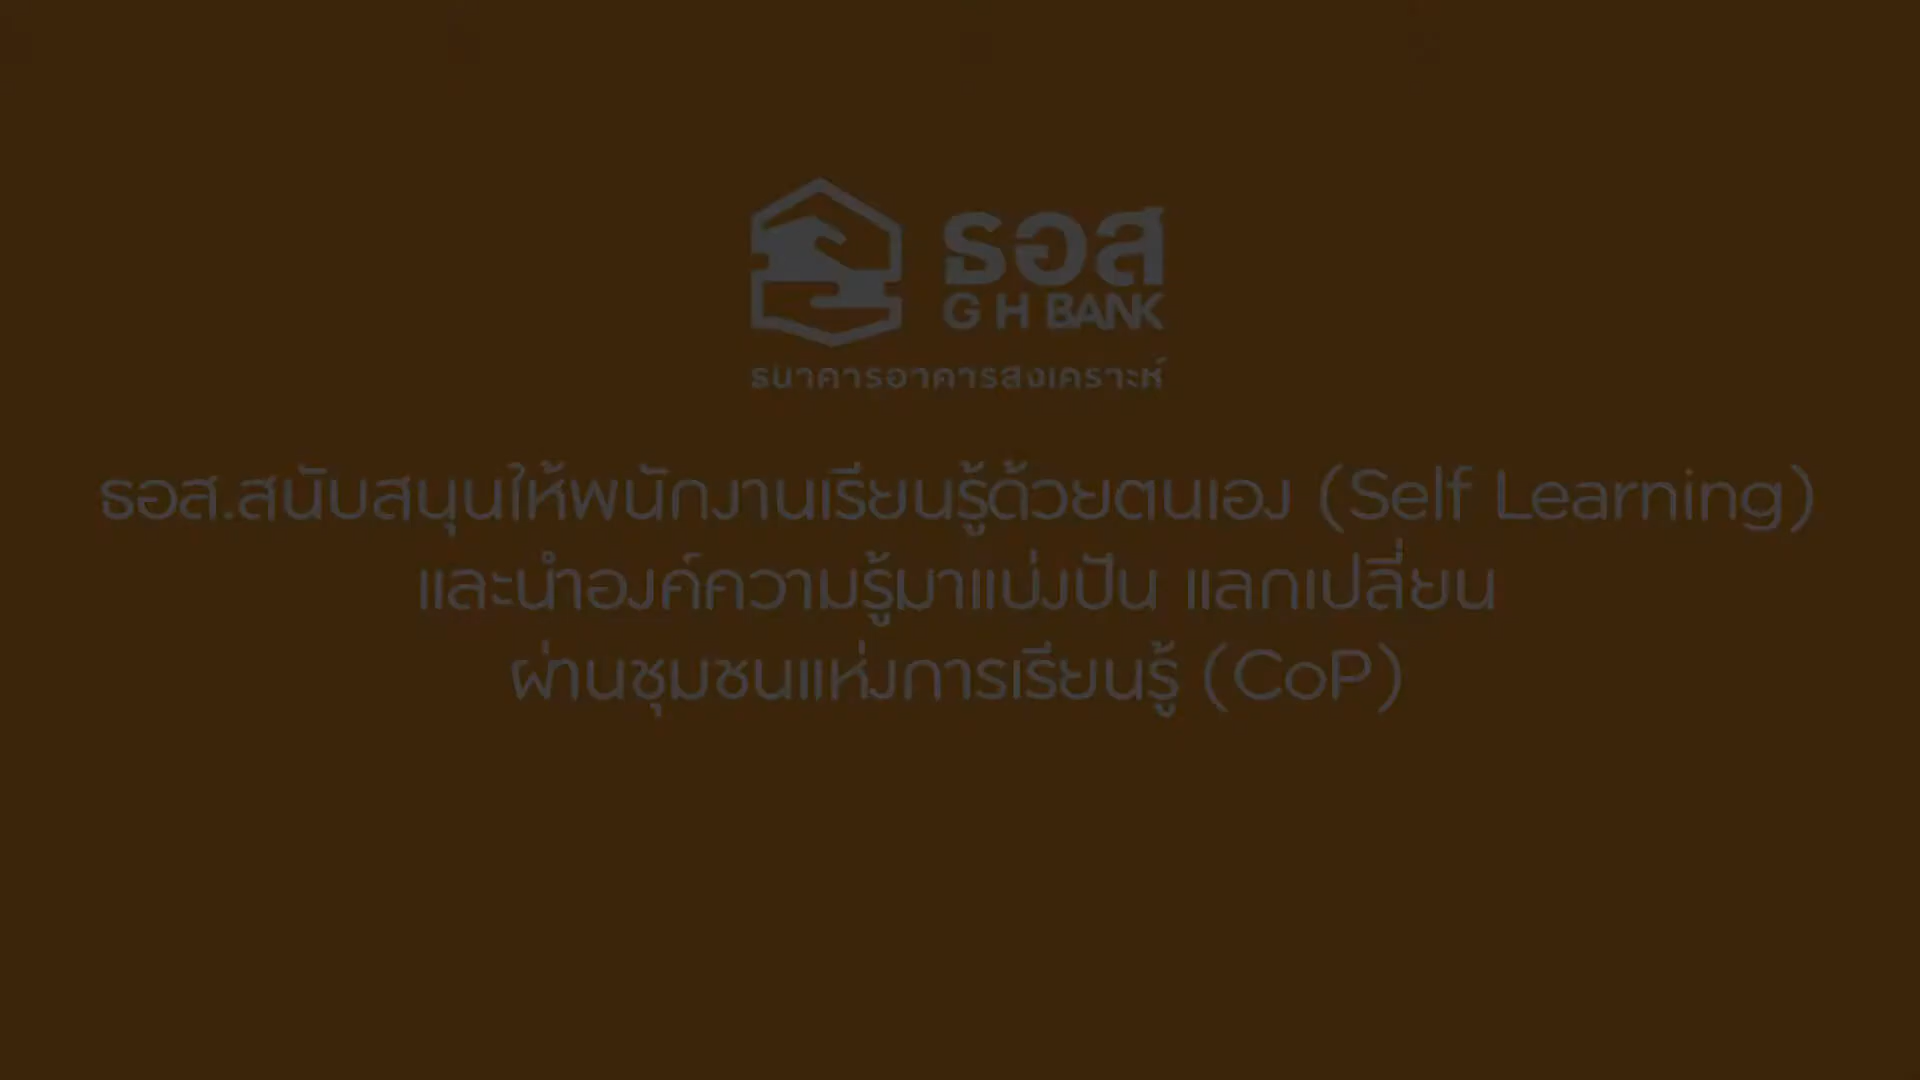 ธอส
G H BANK
ธนาคารอาคารสงเคราะห์
ธอส.สนับสนุนให้พนักงานเรียนรู้ด้วยตนเอง (Self Learning)
และนำองค์ความรู้มาแบ่งปัน แลกเปลี่ยน
ผ่านชุมชนแห่งการเรียนรู้ (CoP)